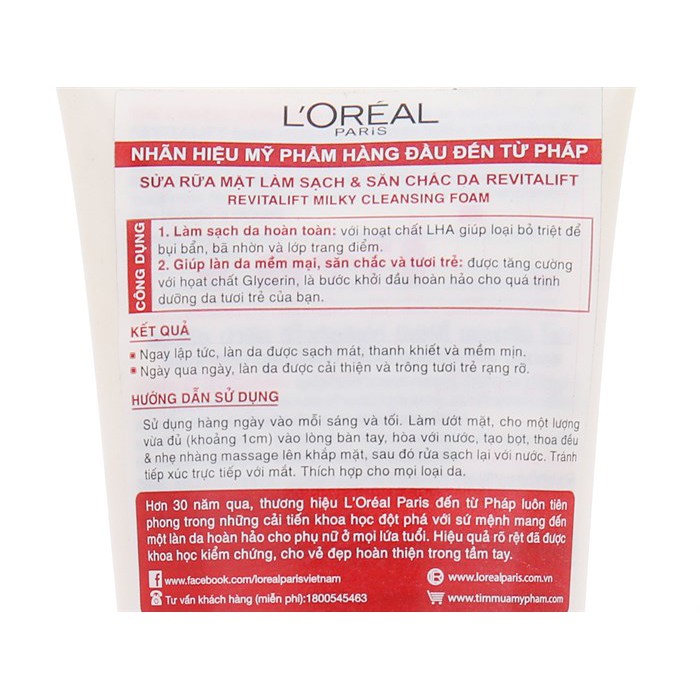 L'ORÉAL
PARIS
NHÃN HIỆU MỸ PHẨM HÀNG ĐẦU ĐẾN TỪ PHÁP
SỬA RỮA MẶT LÀM SẠCH & SĂN CHẮC DA REVITALIFT
REVITALIFT MILKY CLEANSING FOAM
CÔNG DỤNG
1. Làm sạch da hoàn toàn: với hoạt chất LHA giúp loại bỏ triệt để
bụi bẩn, bã nhờn và lớp trang điểm.
2. Giúp làn da mềm mại, săn chắc và tươi trẻ: được tăng cường
với họat chất Glycerin, là bước khởi đầu hoàn hảo cho quá trình
dưỡng da tươi trẻ của bạn.
KẾT QUẢ
▪ Ngay lập tức, làn da được sạch mát, thanh khiết và mềm mịn.
▪ Ngày qua ngày, làn da được cải thiện và trông tươi trẻ rạng rỡ.
HƯỚNG DẪN SỬ DỤNG
Sử dụng hàng ngày vào mỗi sáng và tối. Làm ướt mặt, cho một lượng
vừa đủ (khoảng 1cm) vào lòng bàn tay, hòa với nước, tạo bọt, thoa đều
& nhẹ nhàng massage lên khắp mặt, sau đó rửa sạch lại với nước. Tránh
tiếp xúc trực tiếp với mắt. Thích hợp cho mọi loại da.
Hơn 30 năm qua, thương hiệu L'Oréal Paris đến từ Pháp luôn tiên
phong trong những cải tiến khoa học đột phá với sứ mệnh mang đến
một làn da hoàn hảo cho phụ nữ ở mọi lứa tuổi. Hiệu quả rõ rệt đã được
khoa học kiểm chứng, cho vẻ đẹp hoàn thiện trong tầm tay.
www.facebook.com/lorealparisvietnam
www.lorealparis.com.vn
Tư vấn khách hàng (miễn phí):1800545463
www.timmuamypham.com